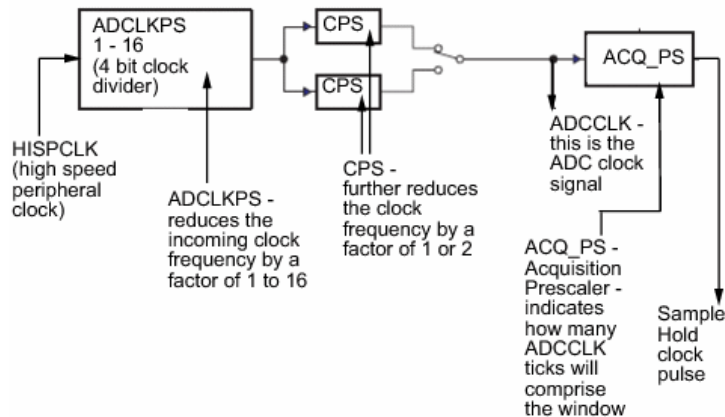 ADCLKPS
1 - 16
(4 bit clock
divider)
CPS
CPS
ACQ_PS
HISPCLK
(high speed
peripheral
clock)
ADCLKPS -
reduces the
incoming clock
frequency by a
factor of 1 to 16
CPS -
further reduces
the clock
frequency by a
factor of 1 or 2
ADCCLK -
this is the
ADC clock
signal
ACQ_PS -
Acquisition
Prescaler -
indicates
how many
ADCCLK
ticks will
comprise
the window
Sample
Hold
clock
pulse